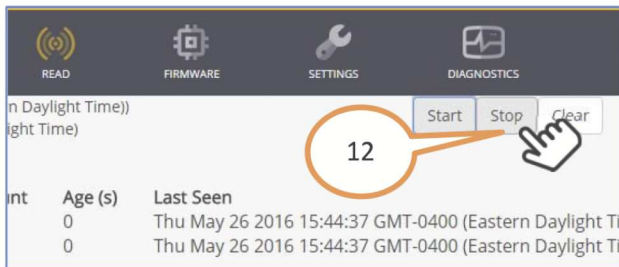 READ FIRMWARE SETTINGS DIAGNOSTICS
n Daylight Time))
ight Time)
Start Stop Clear
12
unt Age (s) Last Seen
0 Thu May 26 2016 15:44:37 GMT-0400 (Eastern Daylight Ti
0 Thu May 26 2016 15:44:37 GMT-0400 (Eastern Daylight Ti